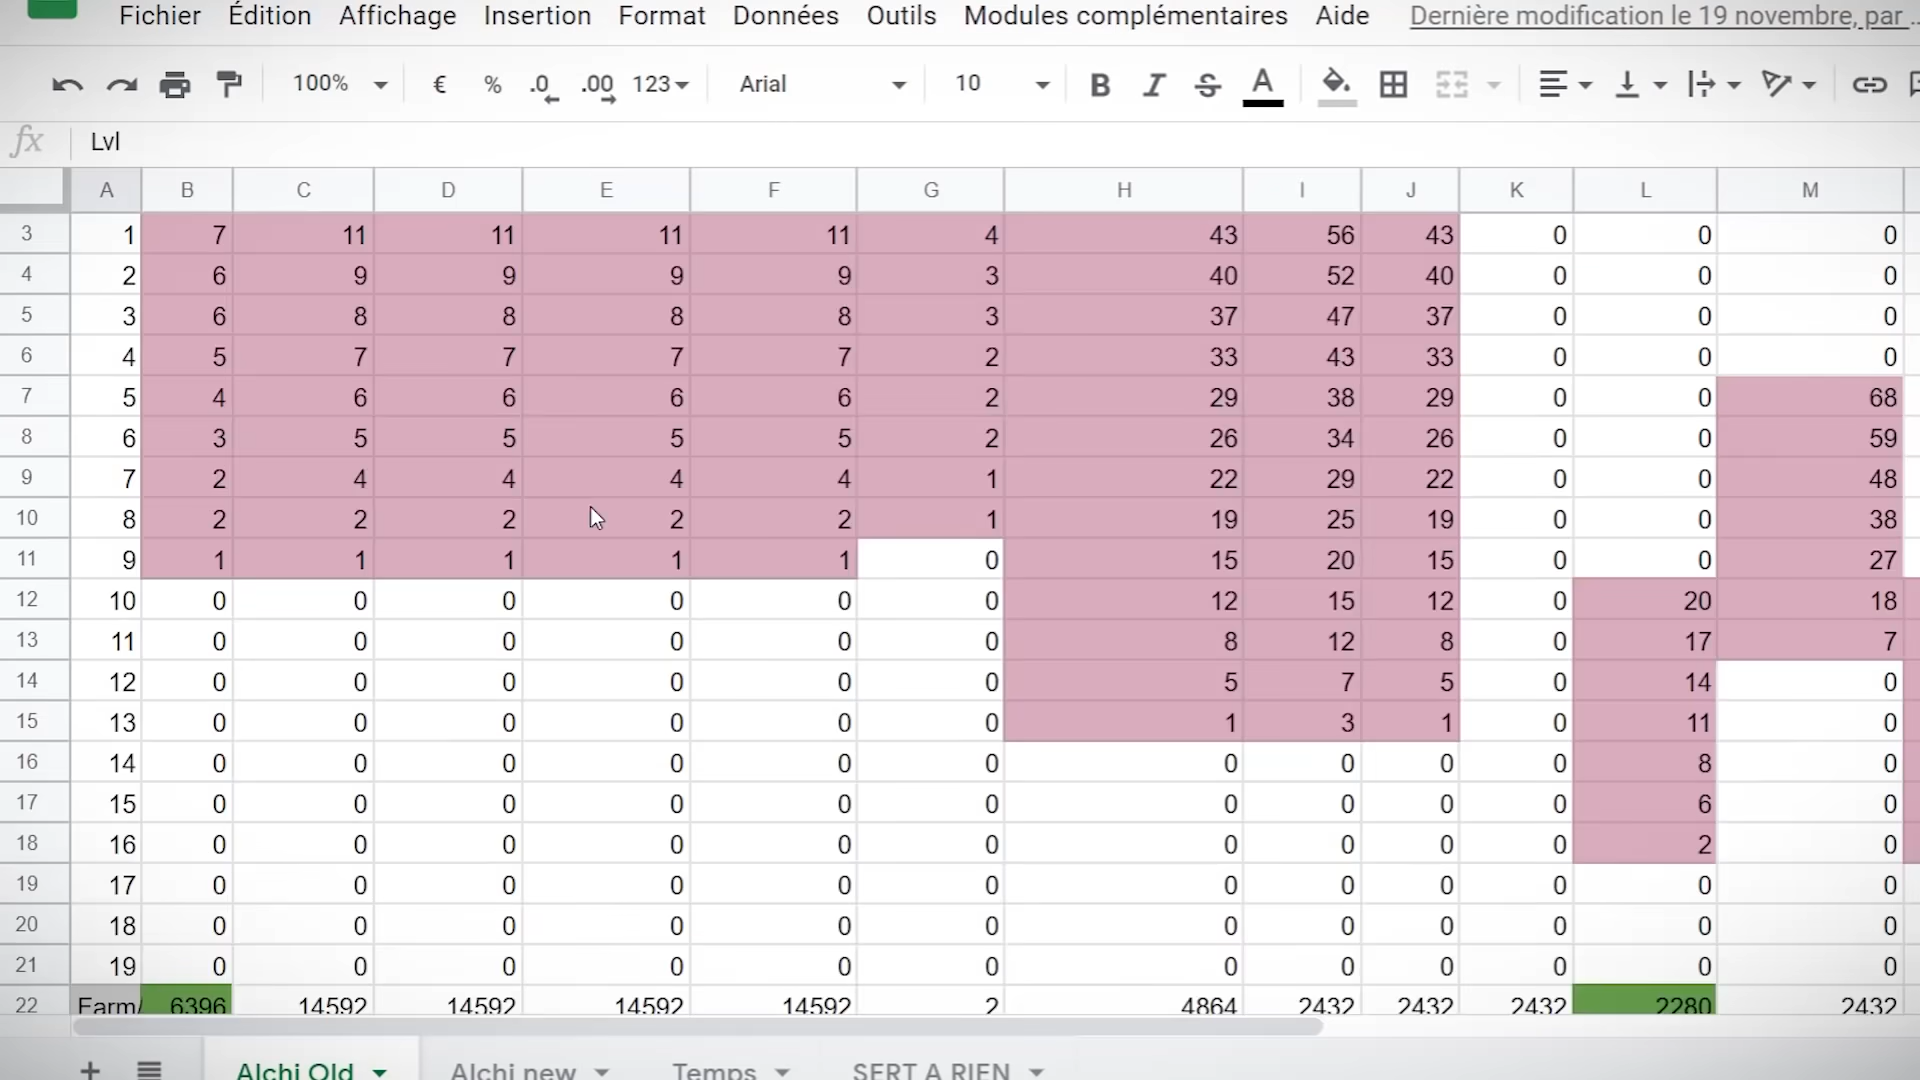 Fichier Édition Affichage Insertion Format Données Outils Modules complémentaires Aide Dernière modification le 19 novembre, par ...
100% € % .0 .00 123 Arial 10 B I S A
fx Lvl
A B C D E F G H I J K L M
3 1 7 11 11 11 11 4 43 56 43 0 0 0
4 2 6 9 9 9 9 3 40 52 40 0 0 0
5 3 6 8 8 8 8 3 37 47 37 0 0 0
6 4 5 7 7 7 7 2 33 43 33 0 0 0
7 5 4 6 6 6 6 2 29 38 29 0 0 68
8 6 3 5 5 5 5 2 26 34 26 0 0 59
9 7 2 4 4 4 4 1 22 29 22 0 0 48
10 8 2 2 2 2 2 1 19 25 19 0 0 38
11 9 1 1 1 1 1 0 15 20 15 0 0 27
12 10 0 0 0 0 0 0 12 15 12 0 20 18
13 11 0 0 0 0 0 0 8 12 8 0 17 7
14 12 0 0 0 0 0 0 5 7 5 0 14 0
15 13 0 0 0 0 0 0 1 3 1 0 11 0
16 14 0 0 0 0 0 0 0 0 0 0 8 0
17 15 0 0 0 0 0 0 0 0 0 0 6 0
18 16 0 0 0 0 0 0 0 0 0 0 2 0
19 17 0 0 0 0 0 0 0 0 0 0 0 0
20 18 0 0 0 0 0 0 0 0 0 0 0 0
21 19 0 0 0 0 0 0 0 0 0 0 0 0
22 Farm/ 6396 14592 14592 14592 14592 2 4864 2432 2432 2432 2280 2432
+ Alchi Old Alchi new Temps SERT A RIEN